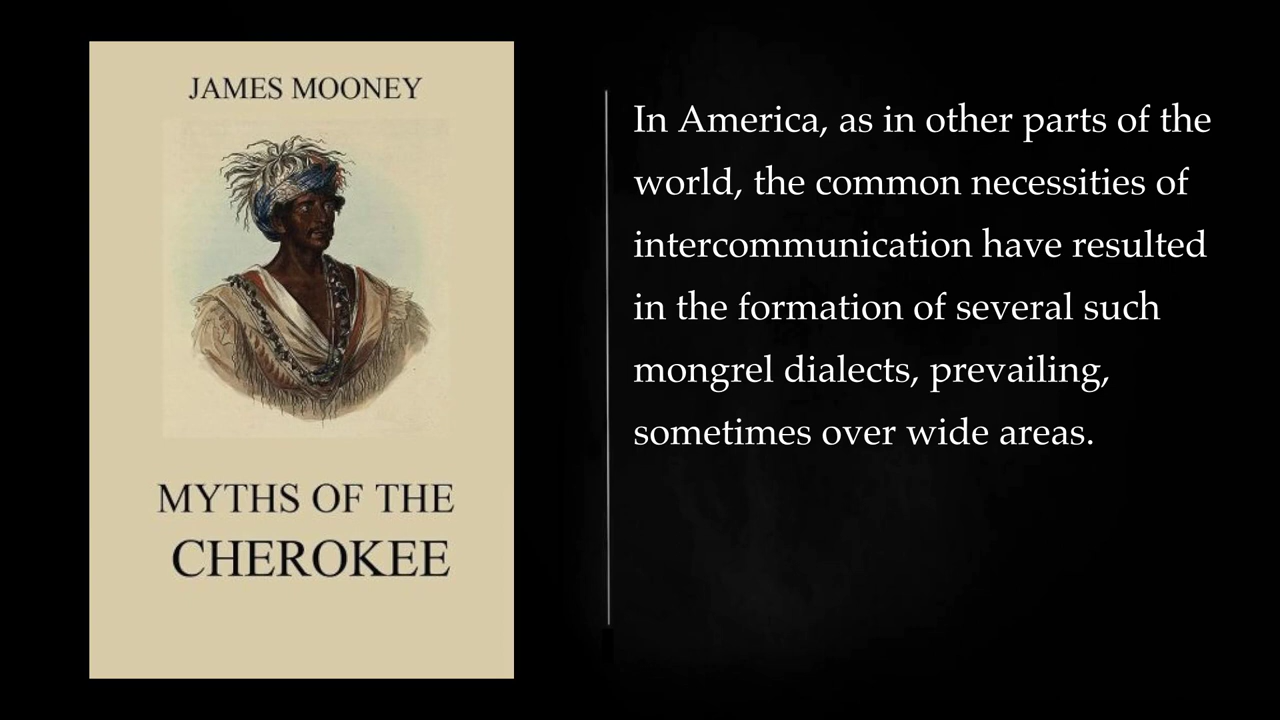 JAMES MOONEY
MYTHS OF THE
CHEROKEE
In America, as in other parts of the
world, the common necessities of
intercommunication have resulted
in the formation of several such
mongrel dialects, prevailing,
sometimes over wide areas.